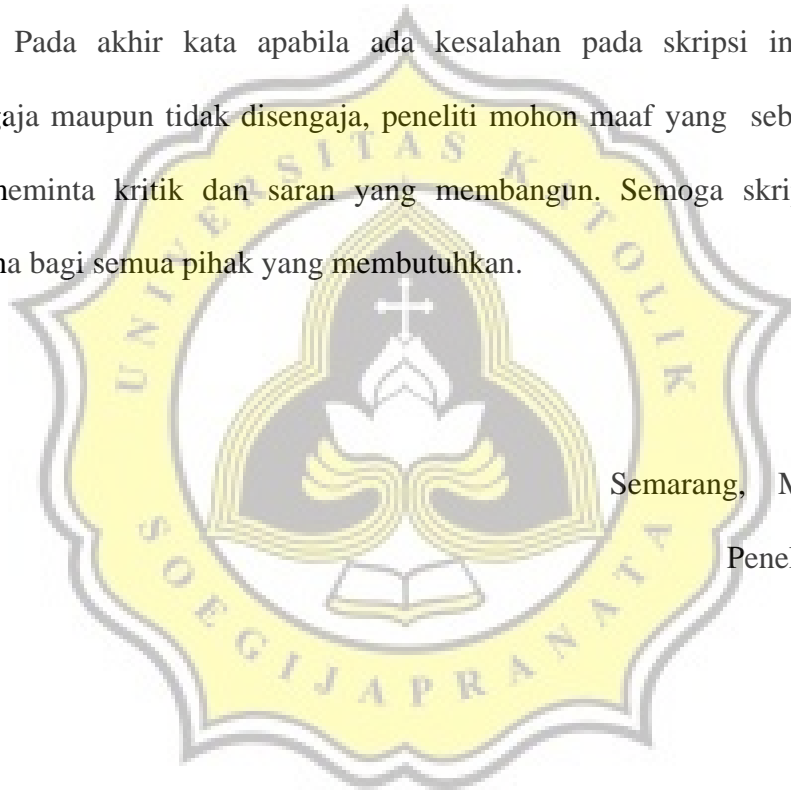 Pada akhir kata apabila ada kesalahan pada skripsi in
gaja maupun tidak disengaja, peneliti mohon maaf yang seb
meminta kritik dan saran yang membangun. Semoga skri
na bagi semua pihak yang membutuhkan.
UNIVERSITAS KATOLIK
Semarang, M
Penel
SOEGIJAPRANATA